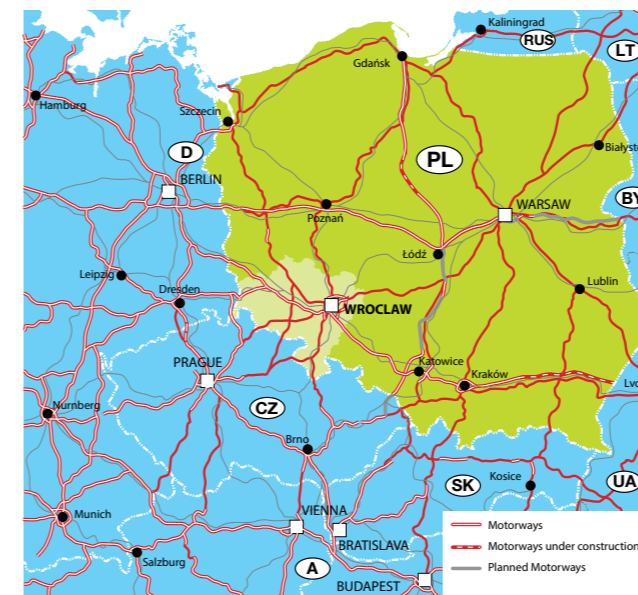 Kaliningrad
RUS
LT
Gdańsk
Hamburg
Szczecin
D
PL
Białyst
BERLIN
BY
WARSAW
Poznań
Łódź
Leipzig
Dresden
Lublin
WROCLAW
PRAGUE
Katowice
Kraków
Lvo
Nurnberg
CZ
Brno
SK
Kosice
UA
VIENNA
Munich
BRATISLAVA
Salzburg
A
BUDAPEST
Motorways
Motorways under construction
Planned Motorways